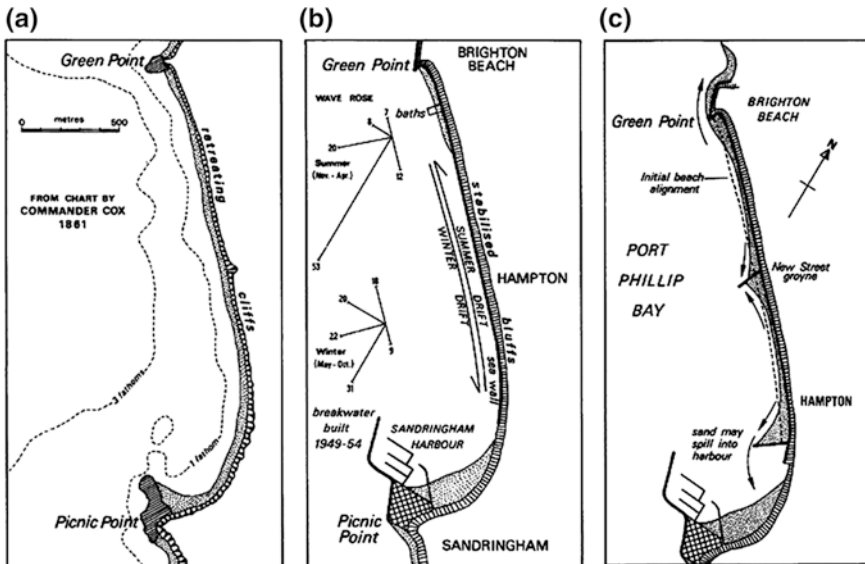 (a)
Green Point
metres
0 500
FROM CHART BY
COMMANDER COX
1861
retreating
cliffs
3 fathoms
1 fathom
Picnic Point
(b)
Green Point
BRIGHTON
BEACH
WAVE ROSE
baths
7
8
20
Summer
(Nov.-Apr.)
12
53
stabilised
bluffs
SUMMER DRIFT
WINTER DRIFT
HAMPTON
18
20
22
Winter
(May-Oct.)
9
31
sea wall
breakwater
built
1949-54
SANDRINGHAM
HARBOUR
Picnic
Point
SANDRINGHAM
(c)
BRIGHTON
BEACH
Green Point
N
Initial beach
alignment
PORT
PHILLIP
BAY
New Street
groyne
HAMPTON
sand may
spill into
harbour